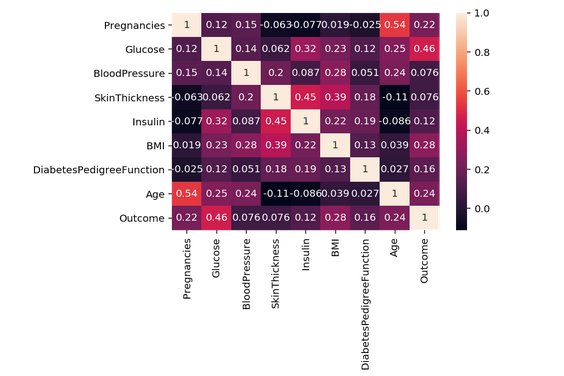 Pregnancies 1 0.12 0.15 -0.063 -0.077 0.019 -0.025 0.54 0.22
Glucose 0.12 1 0.14 0.062 0.32 0.23 0.12 0.25 0.46
BloodPressure 0.15 0.14 1 0.2 0.087 0.28 0.051 0.24 0.076
SkinThickness -0.063 0.062 0.2 1 0.45 0.39 0.18 -0.11 0.076
Insulin -0.077 0.32 0.087 0.45 1 0.22 0.19 -0.086 0.12
BMI -0.019 0.23 0.28 0.39 0.22 1 0.13 0.039 0.28
DiabetesPedigreeFunction -0.025 0.12 0.051 0.18 0.19 0.13 1 0.027 0.16
Age 0.54 0.25 0.24 -0.11 -0.086 0.039 0.027 1 0.24
Outcome 0.22 0.46 0.076 0.076 0.12 0.28 0.16 0.24 1
Pregnancies
Glucose
BloodPressure
SkinThickness
Insulin
BMI
DiabetesPedigreeFunction
Age
Outcome
1.0
0.8
0.6
0.4
0.2
0.0